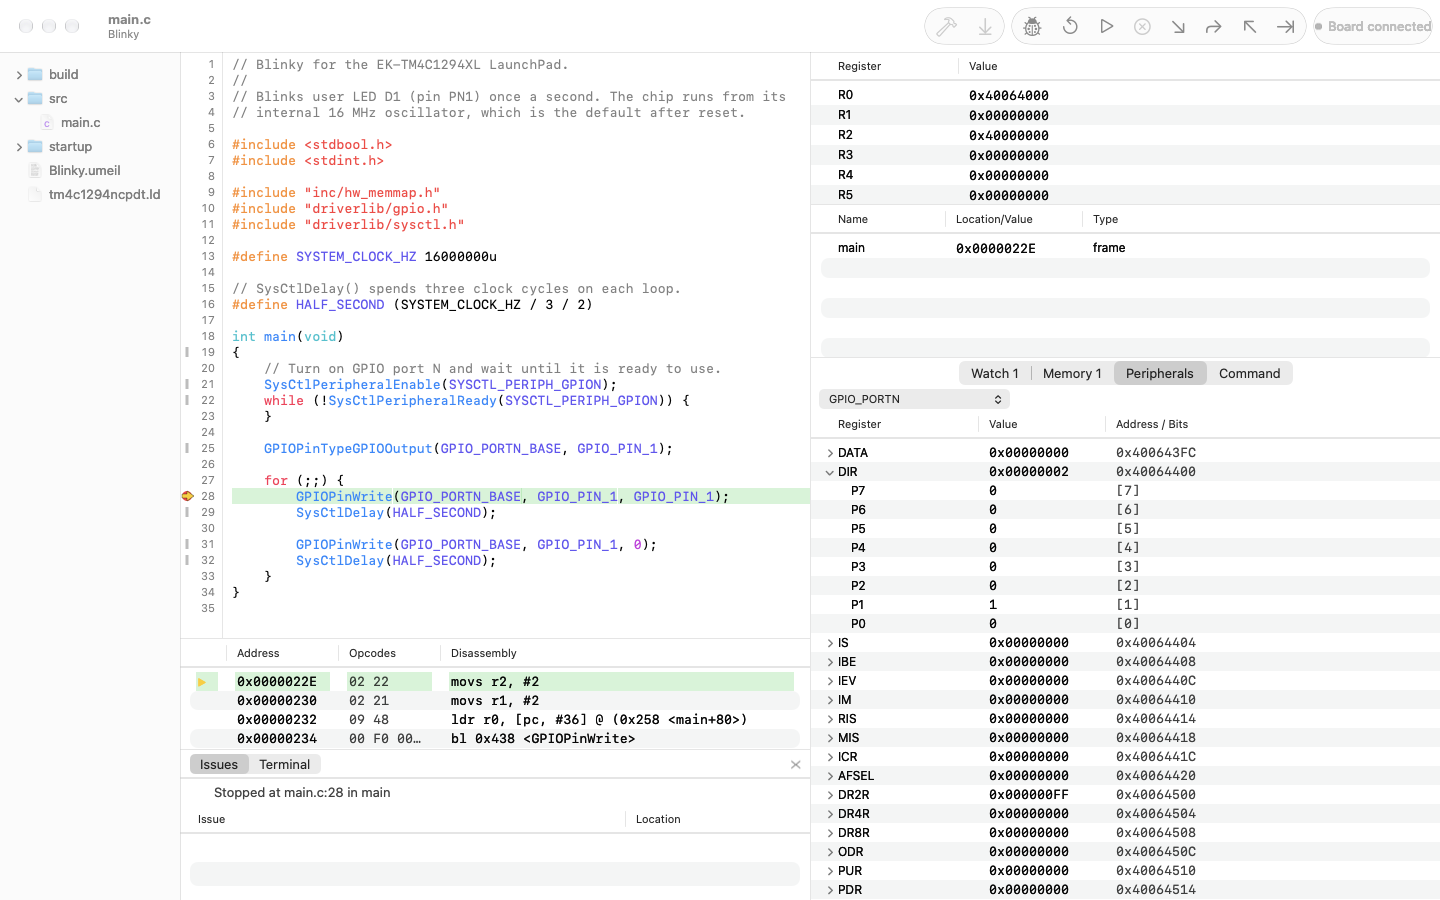 main.c
Blinky
Board connected
build
src
main.c
startup
Blinky.umeil
tm4c1294ncpdt.ld
1 // Blinky for the EK-TM4C1294XL LaunchPad.
2 //
3 // Blinks user LED D1 (pin PN1) once a second. The chip runs from its
4 // internal 16 MHz oscillator, which is the default after reset.
5
6 #include <stdbool.h>
7 #include <stdint.h>
8
9 #include "inc/hw_memmap.h"
10 #include "driverlib/gpio.h"
11 #include "driverlib/sysctl.h"
12
13 #define SYSTEM_CLOCK_HZ 16000000u
14
15 // SysCtlDelay() spends three clock cycles on each loop.
16 #define HALF_SECOND (SYSTEM_CLOCK_HZ / 3 / 2)
17
18 int main(void)
19 {
20 // Turn on GPIO port N and wait until it is ready to use.
21 SysCtlPeripheralEnable(SYSCTL_PERIPH_GPION);
22 while (!SysCtlPeripheralReady(SYSCTL_PERIPH_GPION)) {
23 }
24
25 GPIOPinTypeGPIOOutput(GPIO_PORTN_BASE, GPIO_PIN_1);
26
27 for (;;) {
28 GPIOPinWrite(GPIO_PORTN_BASE, GPIO_PIN_1, GPIO_PIN_1);
29 SysCtlDelay(HALF_SECOND);
30
31 GPIOPinWrite(GPIO_PORTN_BASE, GPIO_PIN_1, 0);
32 SysCtlDelay(HALF_SECOND);
33 }
34 }
35
Address Opcodes Disassembly
0x0000022E 02 22 movs r2, #2
0x00000230 02 21 movs r1, #2
0x00000232 09 48 ldr r0, [pc, #36] @ (0x258 <main+80>)
0x00000234 00 F0 00… bl 0x438 <GPIOPinWrite>
Issues Terminal
Stopped at main.c:28 in main
Issue Location
Register Value
R0 0x40064000
R1 0x00000000
R2 0x40000000
R3 0x00000000
R4 0x00000000
R5 0x00000000
Name Location/Value Type
main 0x0000022E frame
Watch 1 Memory 1 Peripherals Command
GPIO_PORTN
Register Value Address / Bits
DATA 0x00000000 0x400643FC
DIR 0x00000002 0x40064400
P7 0 [7]
P6 0 [6]
P5 0 [5]
P4 0 [4]
P3 0 [3]
P2 0 [2]
P1 1 [1]
P0 0 [0]
IS 0x00000000 0x40064404
IBE 0x00000000 0x40064408
IEV 0x00000000 0x4006440C
IM 0x00000000 0x40064410
RIS 0x00000000 0x40064414
MIS 0x00000000 0x40064418
ICR 0x00000000 0x4006441C
AFSEL 0x00000000 0x40064420
DR2R 0x000000FF 0x40064500
DR4R 0x00000000 0x40064504
DR8R 0x00000000 0x40064508
ODR 0x00000000 0x4006450C
PUR 0x00000000 0x40064510
PDR 0x00000000 0x40064514